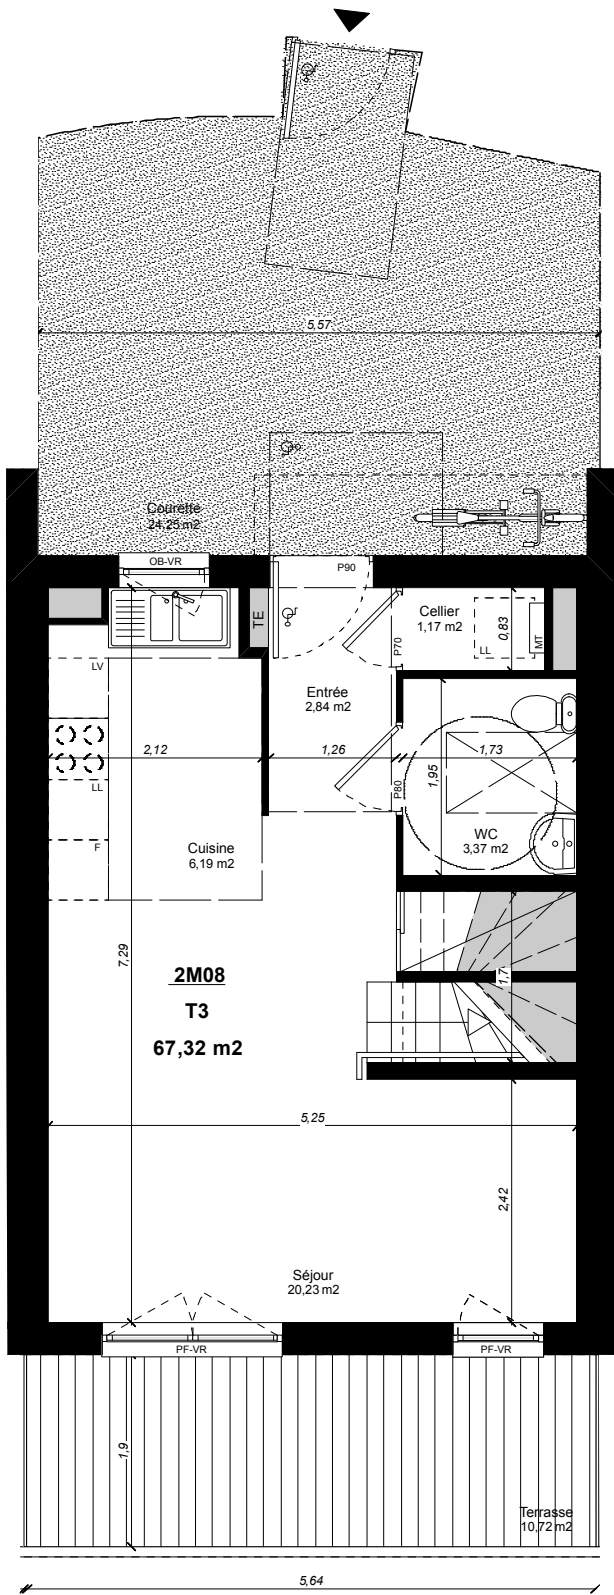 5,57
Courette
24,25 m2
OB-VR
P90
TE
Cellier
1,17 m2
0,83
MT
LL
P70
LV
Entrée
2,84 m2
2,12
1,26
1,73
1,95
LL
P80
WC
3,37 m2
F
Cuisine
6,19 m2
7,29
2M08
T3
67,32 m2
1,7
5,25
2,42
Séjour
20,23 m2
PF-VR
PF-VR
1,9
Terrasse
10,72 m2
5,64